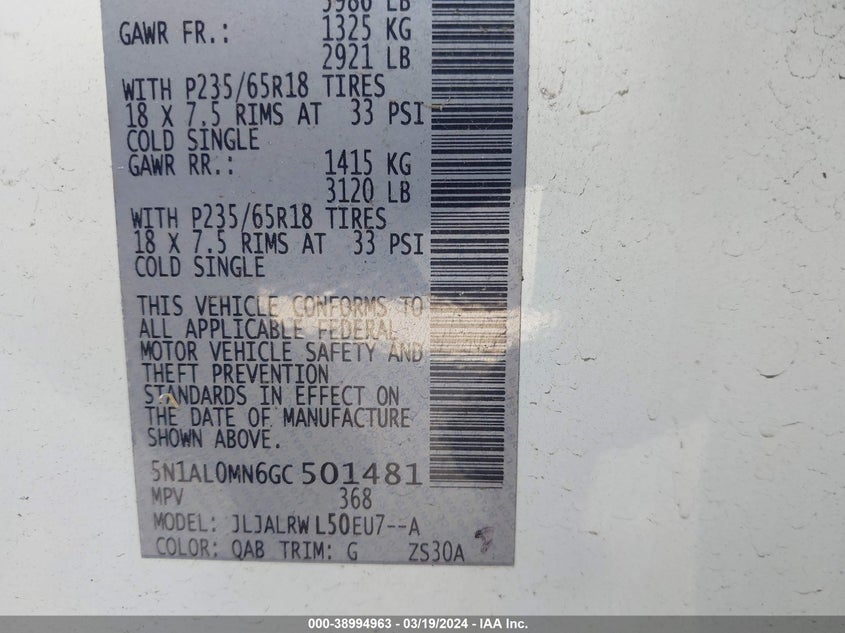 5986 LB
GAWR FR.: 1325 KG
2921 LB
WITH P235/65R18 TIRES
18 X 7.5 RIMS AT 33 PSI
COLD SINGLE
GAWR RR.: 1415 KG
3120 LB
WITH P235/65R18 TIRES
18 X 7.5 RIMS AT 33 PSI
COLD SINGLE
THIS VEHICLE CONFORMS TO
ALL APPLICABLE FEDERAL
MOTOR VEHICLE SAFETY AND
THEFT PREVENTION
STANDARDS IN EFFECT ON
THE DATE OF MANUFACTURE
SHOWN ABOVE.
5N1AL0MN6GC501481
MPV 368
MODEL: JLJALRWL50EU7--A
COLOR: QAB TRIM: G ZS30A
000-38994963 - 03/19/2024 - IAA Inc.